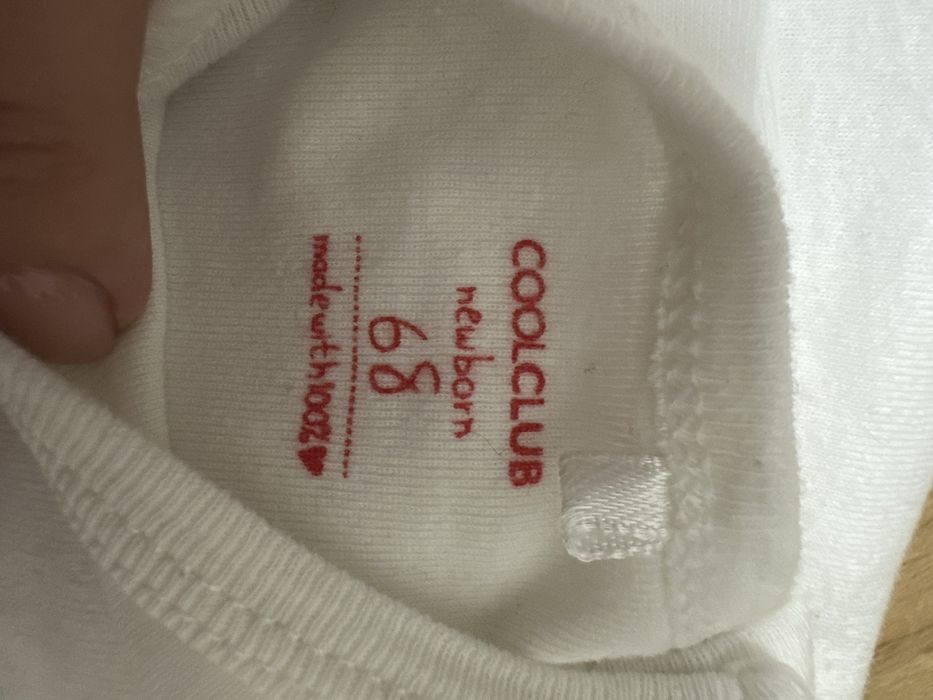 COOLCLUB
newborn
68
made with 100% ♥